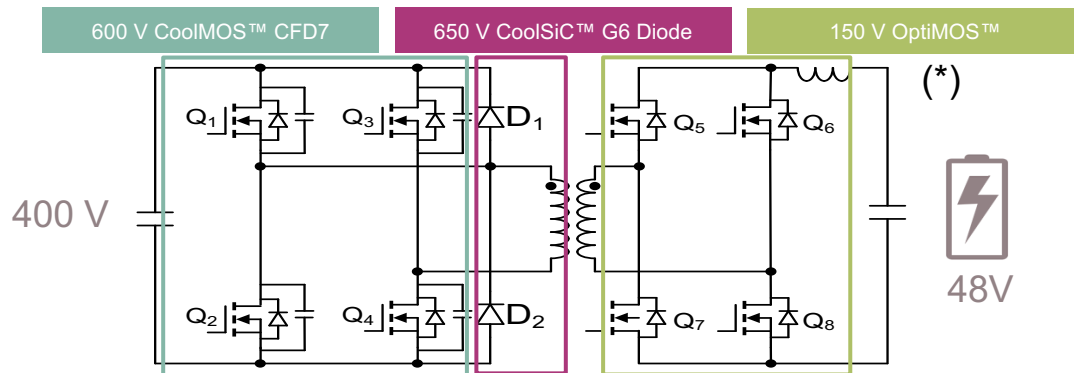 600 V CoolMOS™ CFD7
650 V CoolSiC™ G6 Diode
150 V OptiMOS™
(*)
Q1
Q3
D1
Q5
Q6
400 V
48V
Q2
Q4
D2
Q7
Q8